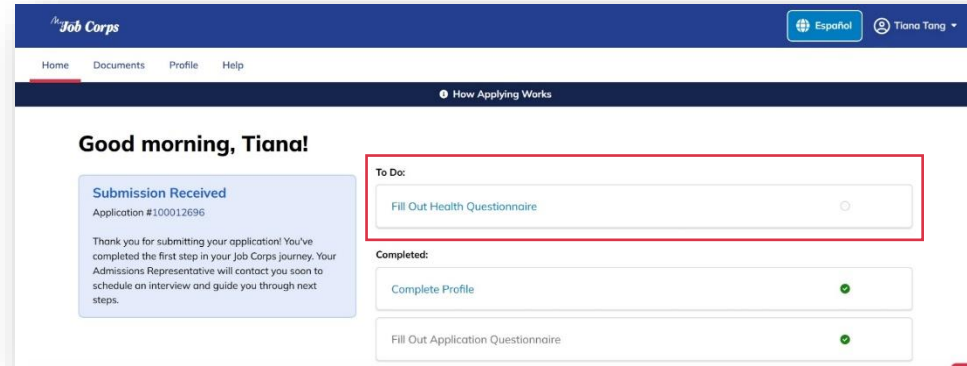 My Job Corps
Español
Tiana Tang
Home Documents Profile Help
How Applying Works
Good morning, Tiana!
Submission Received
Application #100012696
Thank you for submitting your application! You've
completed the first step in your Job Corps journey. Your
Admissions Representative will contact you soon to
schedule an interview and guide you through next
steps.
To Do:
Fill Out Health Questionnaire
Completed:
Complete Profile
Fill Out Application Questionnaire